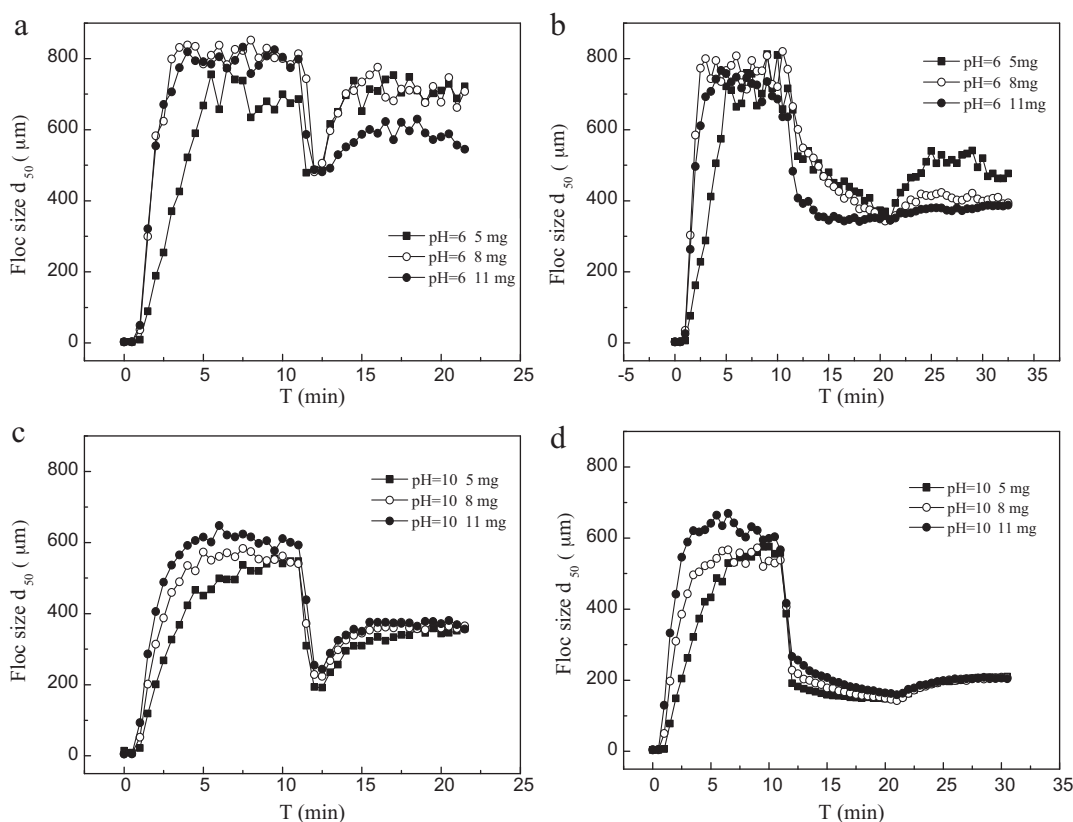 a
800
600
400
200
0
Floc size d50 ( μm)
pH=6 5 mg
pH=6 8 mg
pH=6 11 mg
0 5 10 15 20 25
T (min)
b
800
600
400
200
0
Floc size d50 ( μm)
pH=6 5mg
pH=6 8mg
pH=6 11mg
-5 0 5 10 15 20 25 30 35
T (min)
c
800
600
400
200
0
Floc size d50 ( μm)
pH=10 5 mg
pH=10 8 mg
pH=10 11 mg
0 5 10 15 20 25
T (min)
d
800
600
400
200
0
Floc size d50 ( μm)
pH=10 5 mg
pH=10 8 mg
pH=10 11 mg
0 5 10 15 20 25 30 35
T (min)